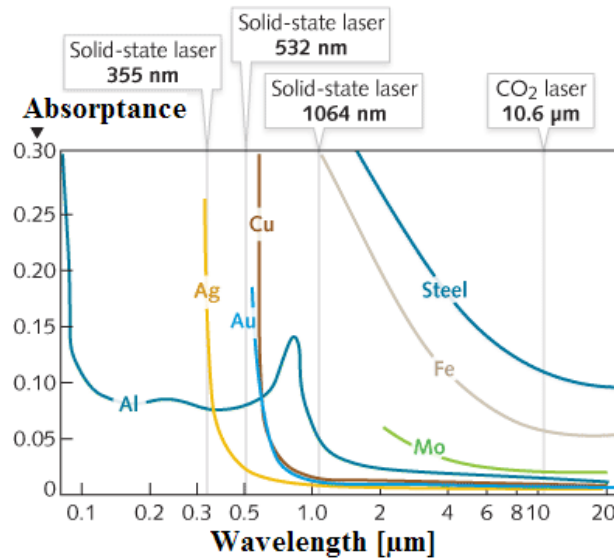 Solid-state laser
532 nm
Solid-state laser
355 nm
Solid-state laser
1064 nm
CO₂ laser
10.6 µm
Absorptance
0.30
0.25
0.20
0.15
0.10
0.05
0
Cu
Ag
Au
Al
Steel
Fe
Mo
0.1 0.2 0.3 0.5 1.0 2 4 6 8 10 20
Wavelength [µm]